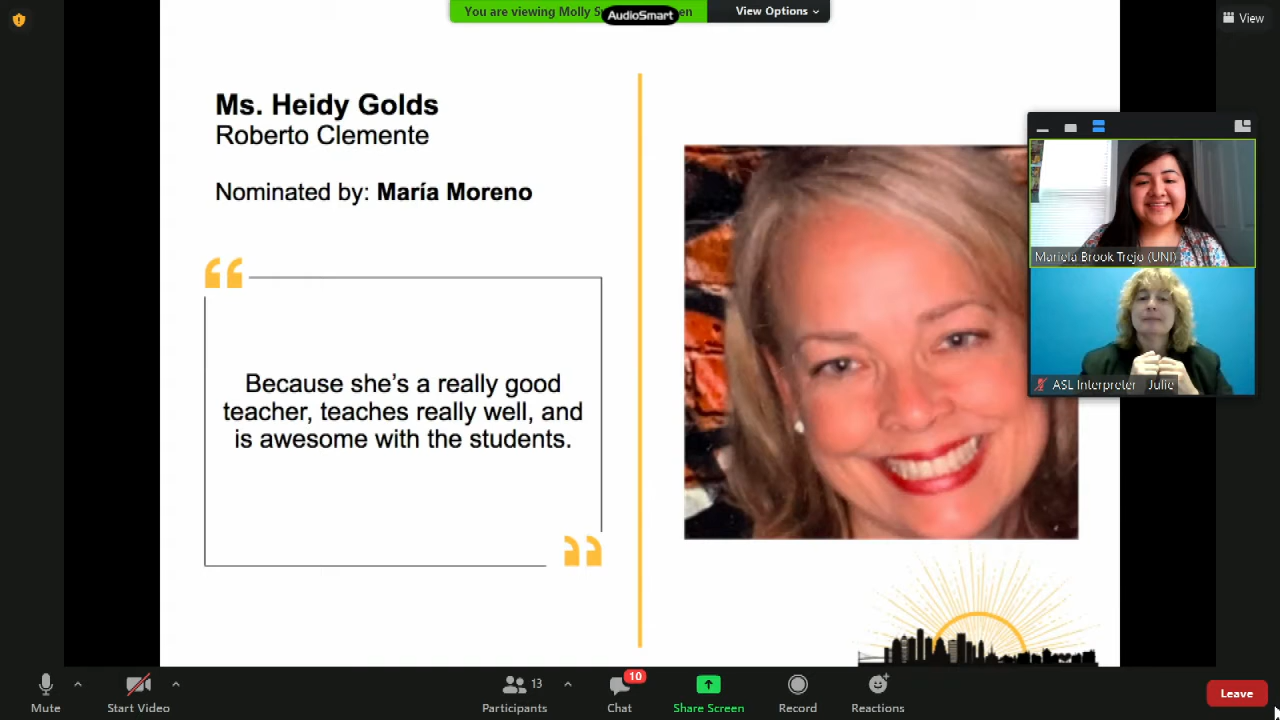 You are viewing Molly S
en
AudioSmart
View Options
View
Ms. Heidy Golds
Roberto Clemente
Nominated by: María Moreno
“
Because she’s a really good
teacher, teaches really well, and
is awesome with the students.
”
Mariela Brook Trejo (UNI)
ASL Interpreter - Julie
Mute
Start Video
13
Participants
10
Chat
Share Screen
Record
Reactions
Leave